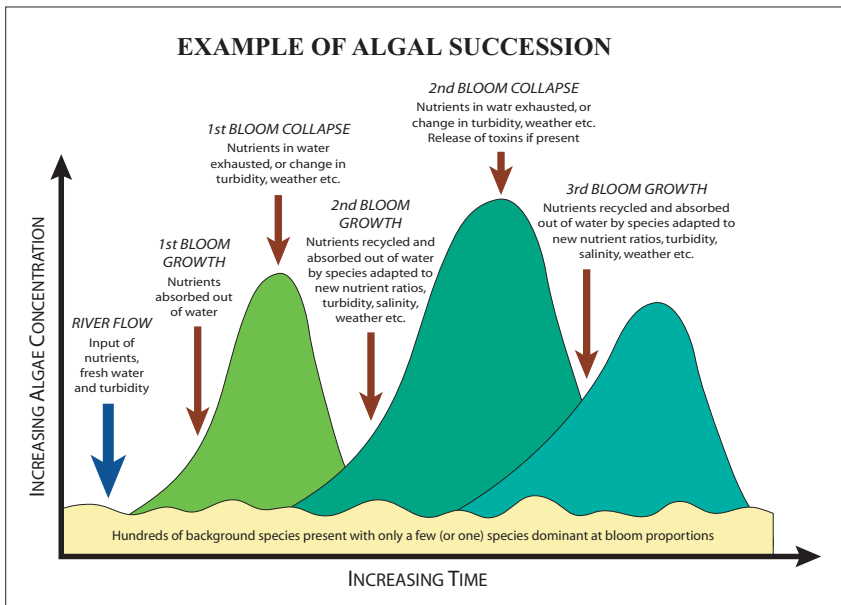 EXAMPLE OF ALGAL SUCCESSION
2nd BLOOM COLLAPSE
Nutrients in watr exhausted, or
change in turbidity, weather etc.
Release of toxins if present
1st BLOOM COLLAPSE
Nutrients in water
exhausted, or change in
turbidity, weather etc.
3rd BLOOM GROWTH
Nutrients recycled and absorbed
out of water by species adapted to
new nutrient ratios, turbidity,
salinity, weather etc.
2nd BLOOM
GROWTH
Nutrients recycled and
absorbed out of water
by species adapted to
new nutrient ratios,
turbidity, salinity,
weather etc.
1st BLOOM
GROWTH
Nutrients
absorbed out
of water
RIVER FLOW
Input of
nutrients,
fresh water
and turbidity
INCREASING ALGAE CONCENTRATION
Hundreds of background species present with only a few (or one) species dominant at bloom proportions
INCREASING TIME